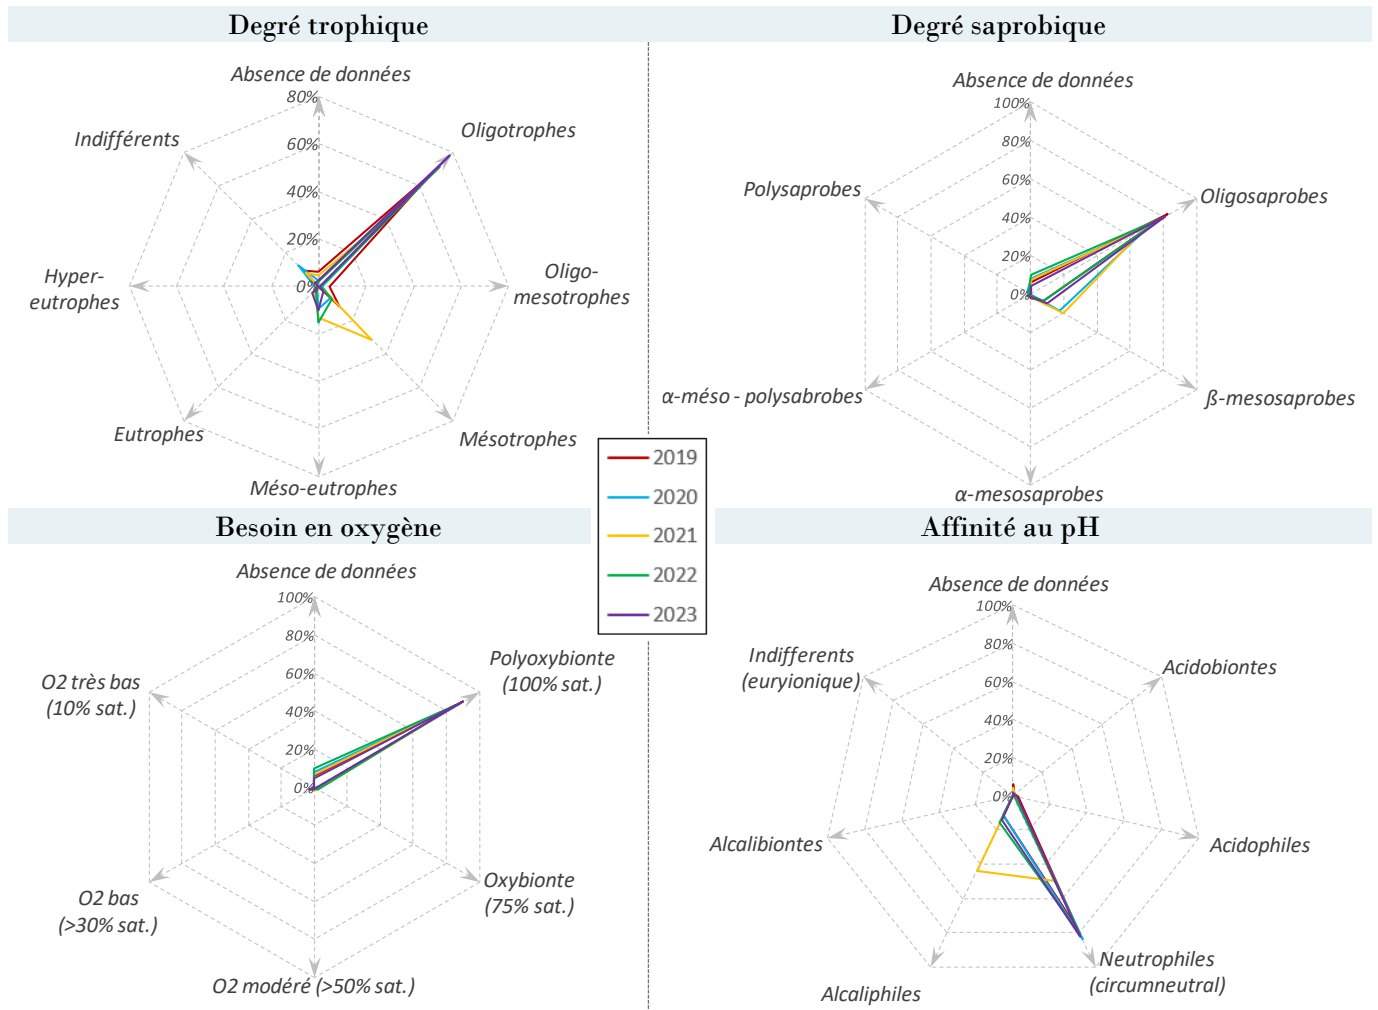 Degré trophique
Absence de données
80%
60%
40%
20%
0%
Oligotrophes
Oligo-
mesotrophes
Mésotrophes
Méso-eutrophes
Eutrophes
Hyper-
eutrophes
Indifférents
Degré saprobique
Absence de données
100%
80%
60%
40%
20%
0%
Oligosaprobes
ß-mesosaprobes
α-mesosaprobes
α-méso - polysabrobes
Polysaprobes
2019
2020
2021
2022
2023
Besoin en oxygène
Absence de données
100%
80%
60%
40%
20%
0%
Polyoxybionte
(100% sat.)
Oxybionte
(75% sat.)
O2 modéré (>50% sat.)
O2 bas
(>30% sat.)
O2 très bas
(10% sat.)
Affinité au pH
Absence de données
100%
80%
60%
40%
20%
0%
Acidobiontes
Acidophiles
Neutrophiles
(circumneutral)
Alcaliphiles
Alcalibiontes
Indifferents
(euryionique)